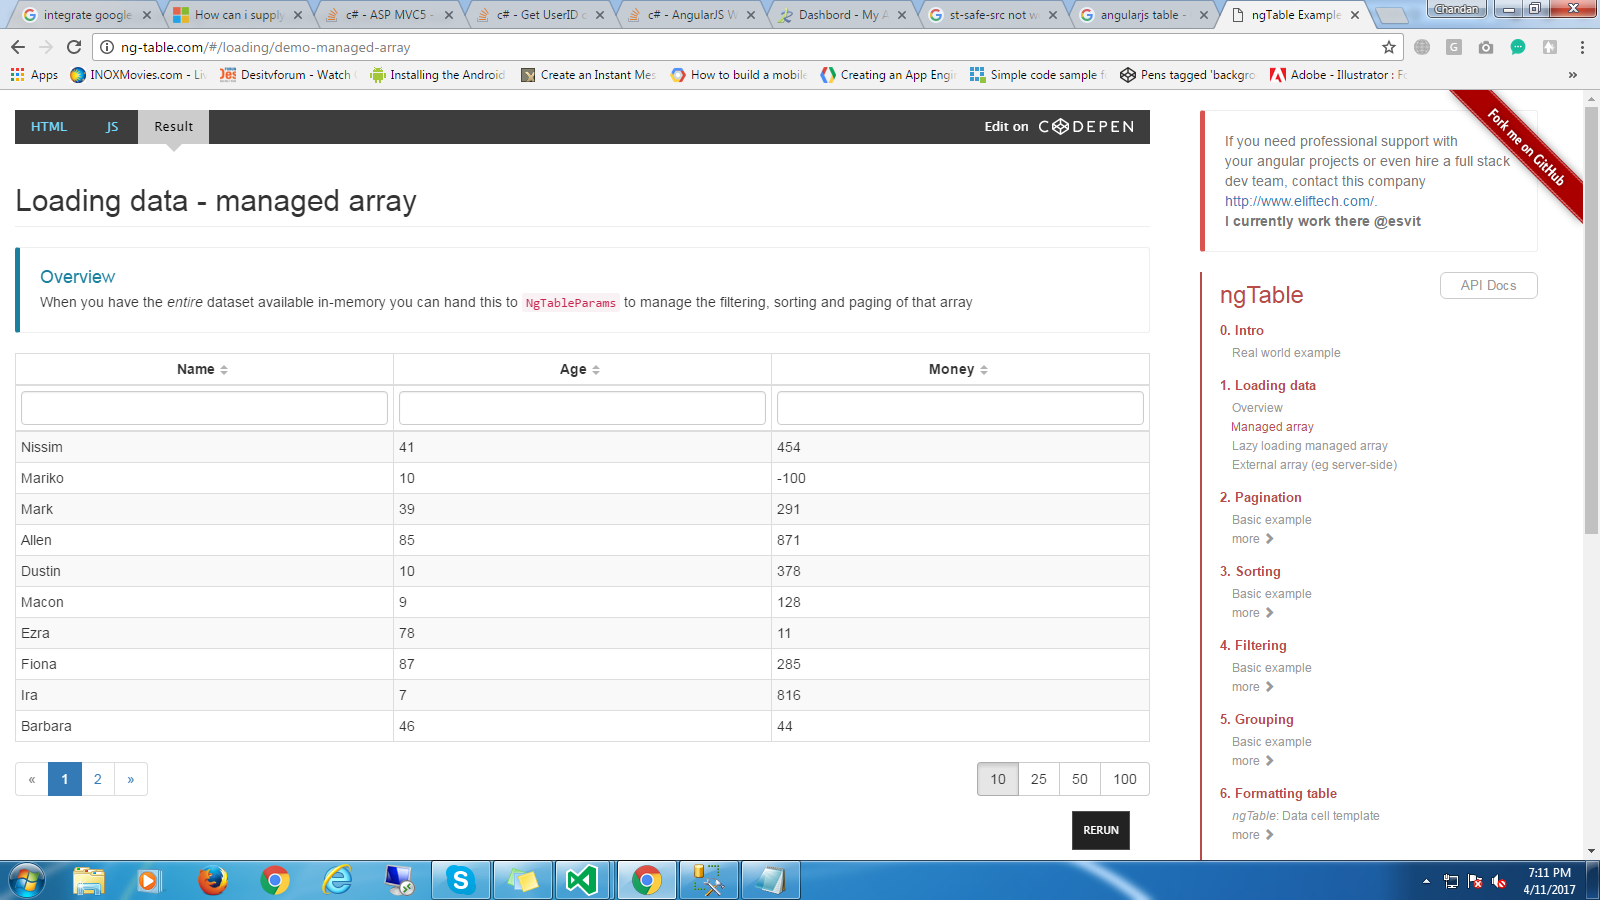 integrate google
How can i supply
c# - ASP MVC5 -
c# - Get UserID
c# - AngularJS W
Dashbord - My A
st-safe-src not w
angularjs table -
ngTable Example
Chandan
ng-table.com/#/loading/demo-managed-array
Apps
INOXMovies.com - Li
Desitvforum - Watch
Installing the Android
Create an Instant Mes
How to build a mobile
Creating an App Engi
Simple code sample f
Pens tagged 'backgro
Adobe - Illustrator : F
»
HTML
JS
Result
Edit on CODEPEN
Fork me on GitHub
Loading data - managed array
Overview
When you have the entire dataset available in-memory you can hand this to NgTableParams to manage the filtering, sorting and paging of that array
Name Age Money
Nissim 41 454
Mariko 10 -100
Mark 39 291
Allen 85 871
Dustin 10 378
Macon 9 128
Ezra 78 11
Fiona 87 285
Ira 7 816
Barbara 46 44
« 1 2 »
10 25 50 100
RERUN
If you need professional support with
your angular projects or even hire a full stack
dev team, contact this company
http://www.eliftech.com/.
I currently work there @esvit
ngTable
API Docs
0. Intro
Real world example
1. Loading data
Overview
Managed array
Lazy loading managed array
External array (eg server-side)
2. Pagination
Basic example
more
3. Sorting
Basic example
more
4. Filtering
Basic example
more
5. Grouping
Basic example
more
6. Formatting table
ngTable: Data cell template
more
7:11 PM
4/11/2017